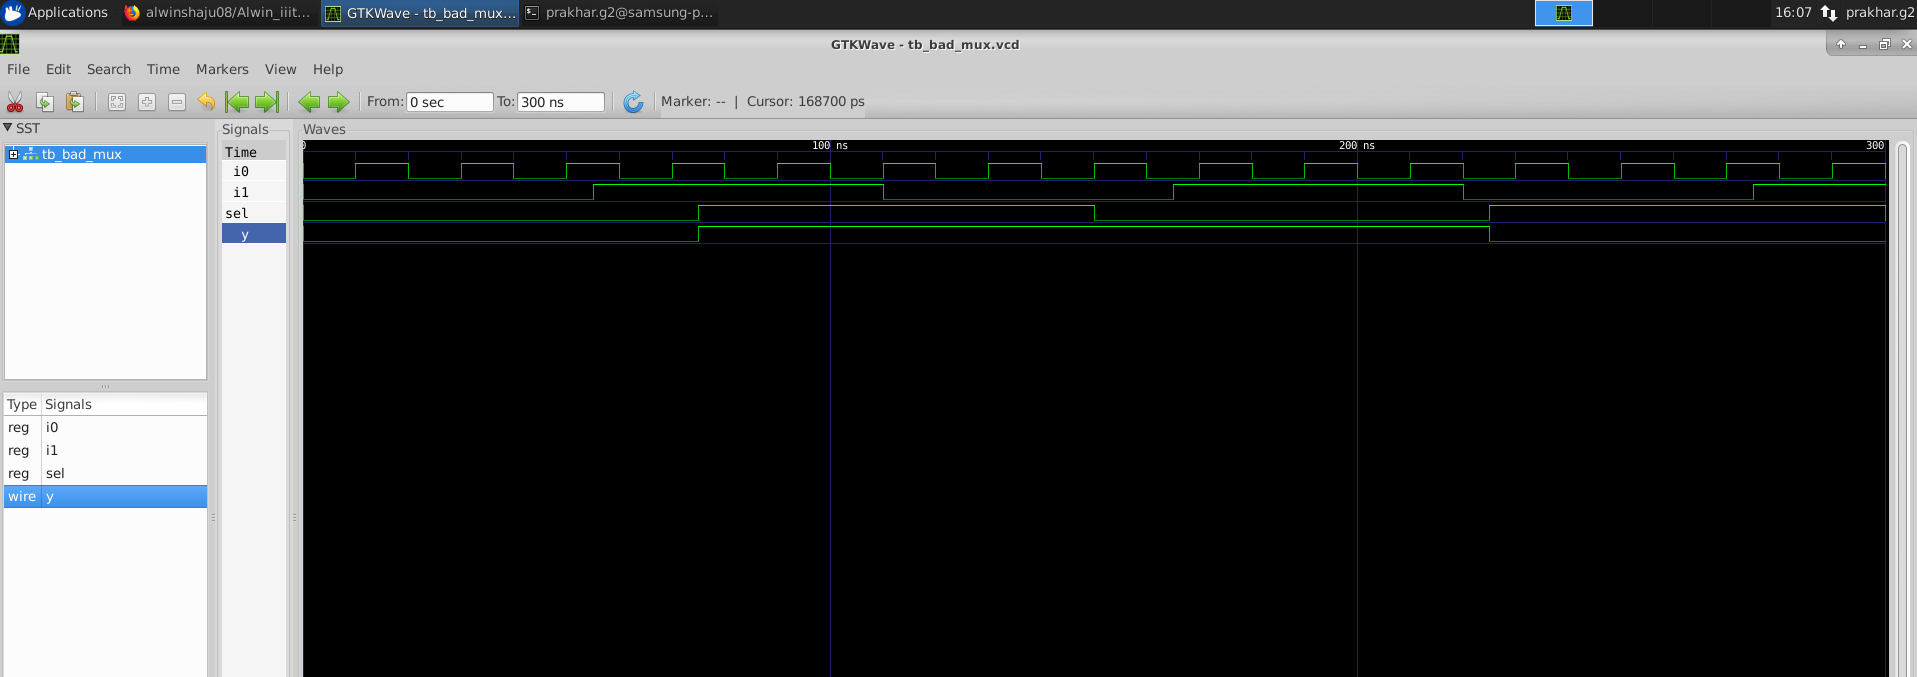 Applications alwinshaju08/Alwin_iiit... GTKWave - tb_bad_mux... prakhar.g2@samsung-p... 16:07 prakhar.g2
GTKWave - tb_bad_mux.vcd
File Edit Search Time Markers View Help
From: 0 sec To: 300 ns Marker: -- | Cursor: 168700 ps
SST
tb_bad_mux
Type Signals
reg i0
reg i1
reg sel
wire y
Signals
Time
i0
i1
sel
y
Waves
0 100 ns 200 ns 300